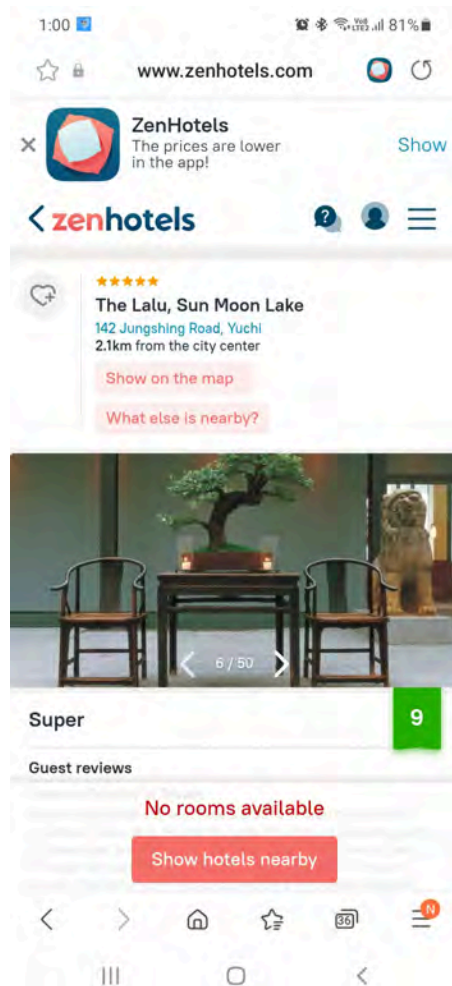 1:00
81%
www.zenhotels.com
ZenHotels
The prices are lower
in the app!
Show
zenhotels
The Lalu, Sun Moon Lake
142 Jungshing Road, Yuchi
2.1km from the city center
Show on the map
What else is nearby?
6 / 50
Super
9
Guest reviews
No rooms available
Show hotels nearby
36
N